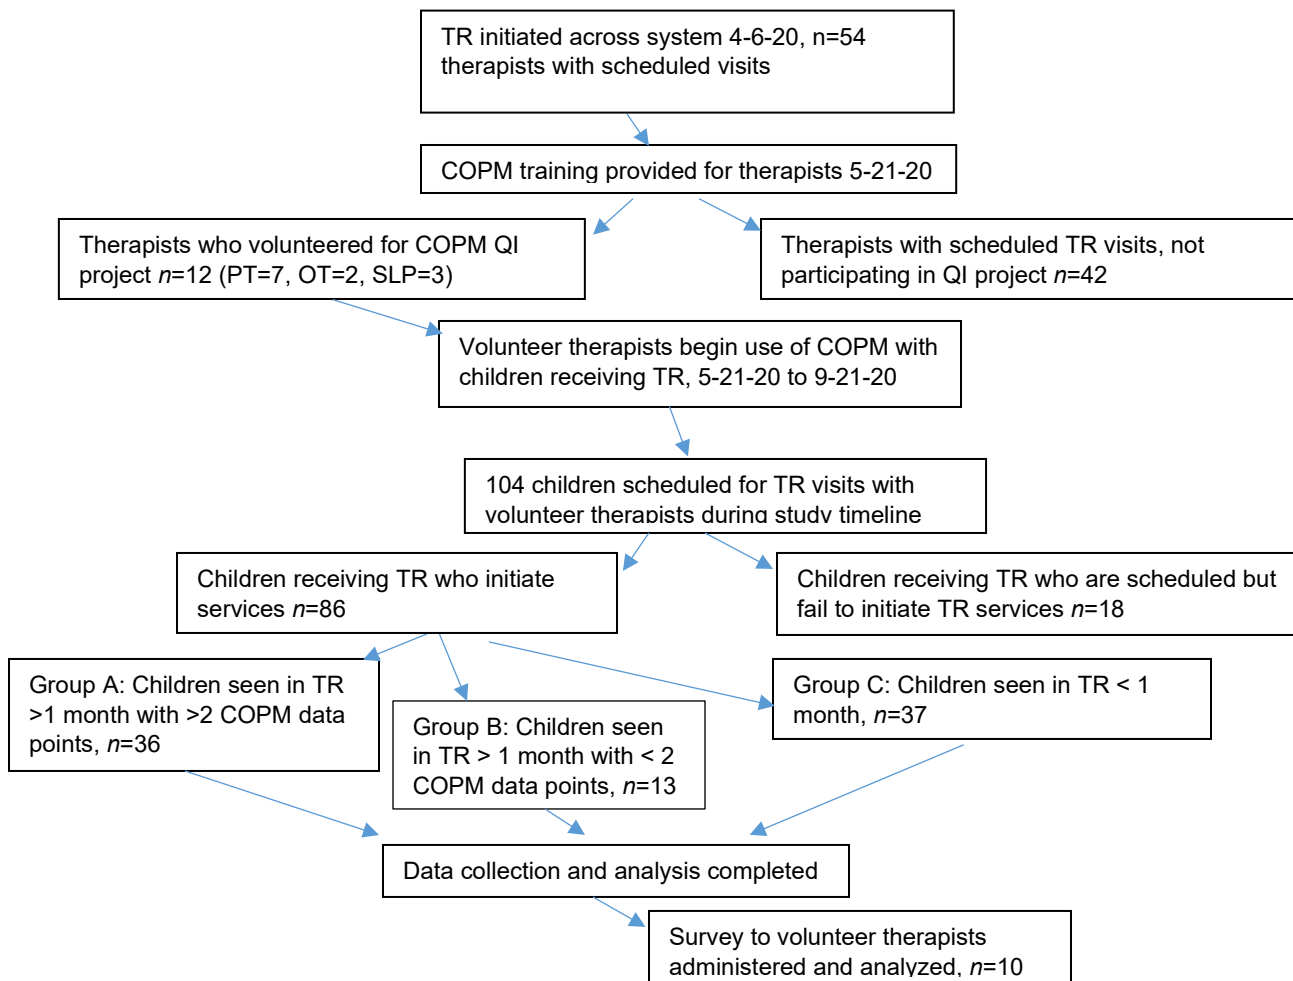 TR initiated across system 4-6-20, n=54
therapists with scheduled visits
COPM training provided for therapists 5-21-20
Therapists who volunteered for COPM QI
project n=12 (PT=7, OT=2, SLP=3)
Therapists with scheduled TR visits, not
participating in QI project n=42
Volunteer therapists begin use of COPM with
children receiving TR, 5-21-20 to 9-21-20
104 children scheduled for TR visits with
volunteer therapists during study timeline
Children receiving TR who initiate
services n=86
Children receiving TR who are scheduled but
fail to initiate TR services n=18
Group A: Children seen in TR
>1 month with >2 COPM data
points, n=36
Group B: Children seen
in TR > 1 month with < 2
COPM data points, n=13
Group C: Children seen in TR < 1
month, n=37
Data collection and analysis completed
Survey to volunteer therapists
administered and analyzed, n=10